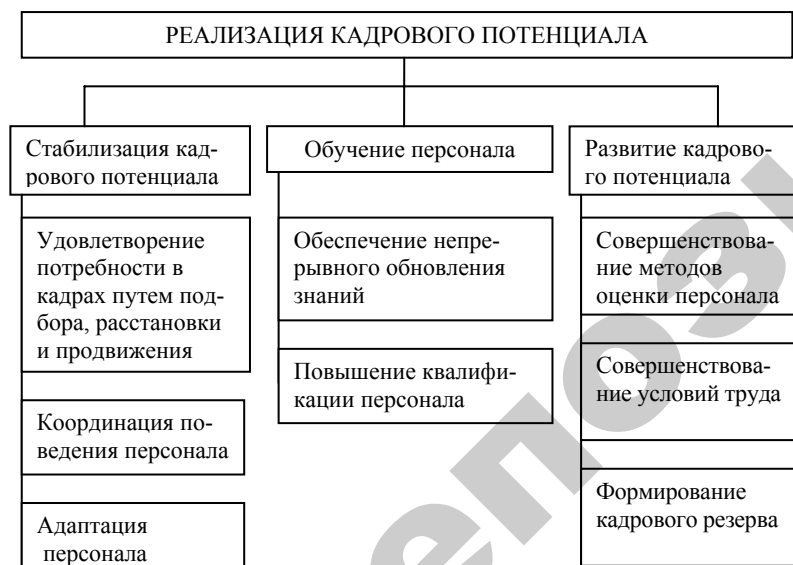 РЕАЛИЗАЦИЯ КАДРОВОГО ПОТЕНЦИАЛА
Стабилизация кад-
рового потенциала
Удовлетворение
потребности в
кадрах путем под-
бора, расстановки
и продвижения
Координация по-
ведения персонала
Адаптация
персонала
Обучение персонала
Обеспечение непре-
рывного обновления
знаний
Повышение квалифи-
кации персонала
Развитие кадрово-
го потенциала
Совершенствова-
ние методов
оценки персонала
Совершенствова-
ние условий труда
Формирование
кадрового резерва